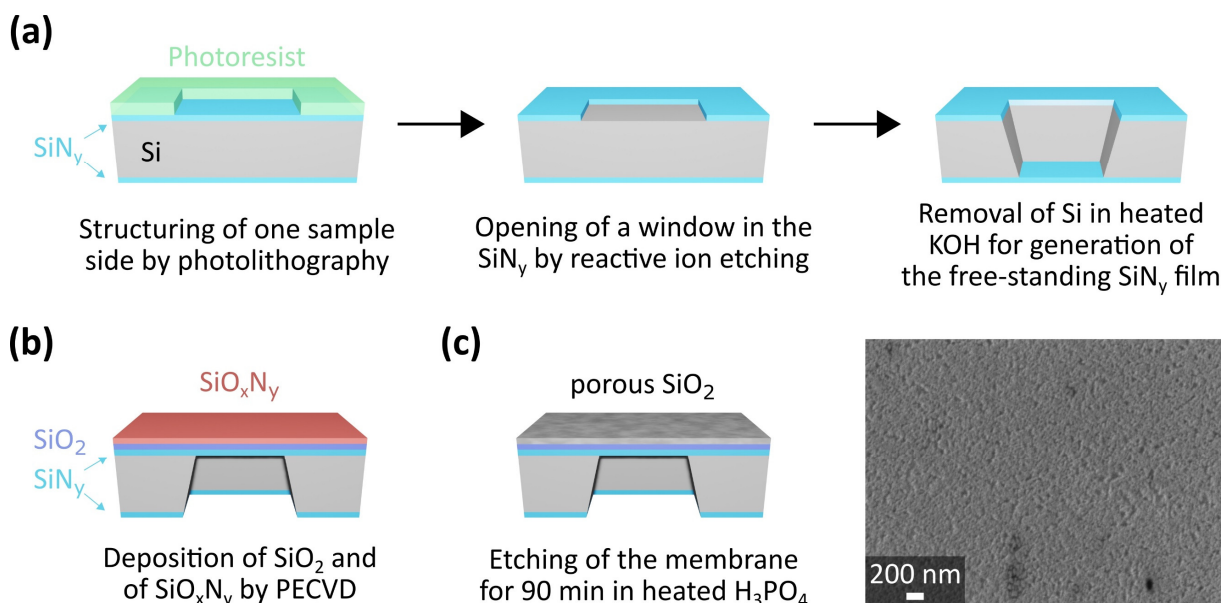 (a)
Photoresist
SiNy
Si
Structuring of one sample
side by photolithography
Opening of a window in the
SiNy by reactive ion etching
Removal of Si in heated
KOH for generation of
the free-standing SiNy film
(b)
SiOxNy
SiO2
SiNy
Deposition of SiO2 and
of SiOxNy by PECVD
(c)
porous SiO2
Etching of the membrane
for 90 min in heated H3PO4
200 nm